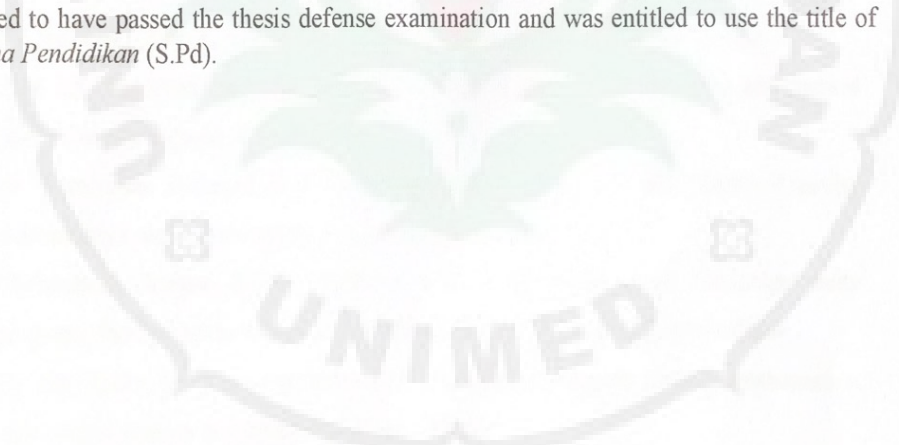 ed to have passed the thesis defense examination and was entitled to use the title of
a Pendidikan (S.Pd).
UNIMED